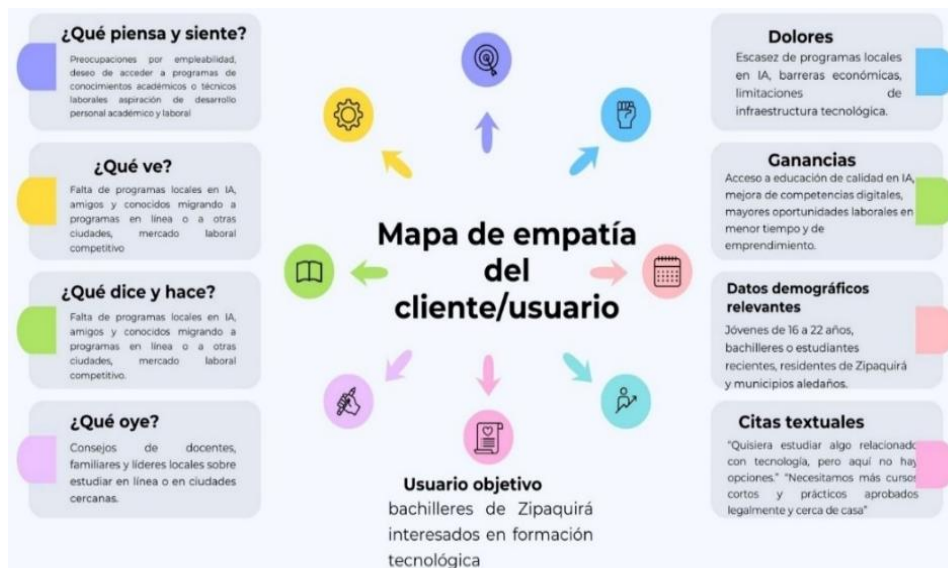 ¿Qué piensa y siente?
Preocupaciones por empleabilidad,
deseo de acceder a programas de
conocimientos académicos o técnicos
laborales aspiración de desarrollo
personal académico y laboral
¿Qué ve?
Falta de programas locales en IA,
amigos y conocidos migrando a
programas en línea o a otras
ciudades, mercado laboral
competitivo
¿Qué dice y hace?
Falta de programas locales en IA,
amigos y conocidos migrando a
programas en línea o a otras
ciudades, mercado laboral
competitivo.
¿Qué oye?
Consejos de docentes,
familiares y líderes locales sobre
estudiar en línea o en ciudades
cercanas.
Mapa de empatía
del
cliente/usuario
Usuario objetivo
bachilleres de Zipaquirá
interesados en formación
tecnológica
Dolores
Escasez de programas locales
en IA, barreras económicas,
limitaciones de
infraestructura tecnológica.
Ganancias
Acceso a educación de calidad en IA,
mejora de competencias digitales,
mayores oportunidades laborales en
menor tiempo y de
emprendimiento.
Datos demográficos
relevantes
Jóvenes de 16 a 22 años,
bachilleres o estudiantes
recientes, residentes de Zipaquirá
y municipios aledaños.
Citas textuales
"Quisiera estudiar algo relacionado
con tecnología, pero aquí no hay
opciones." "Necesitamos más cursos
cortos y prácticos aprobados
legalmente y cerca de casa"